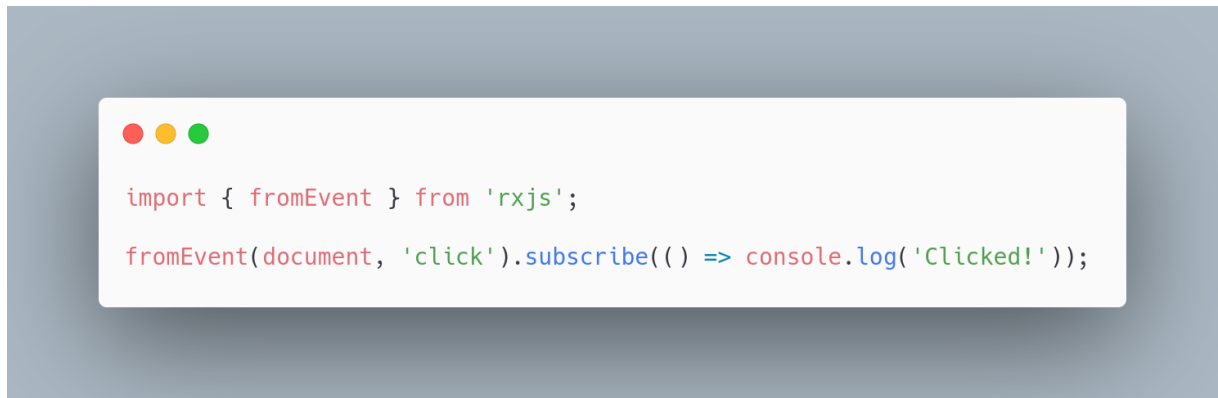 import { fromEvent } from 'rxjs';
fromEvent(document, 'click').subscribe(() => console.log('Clicked!'));